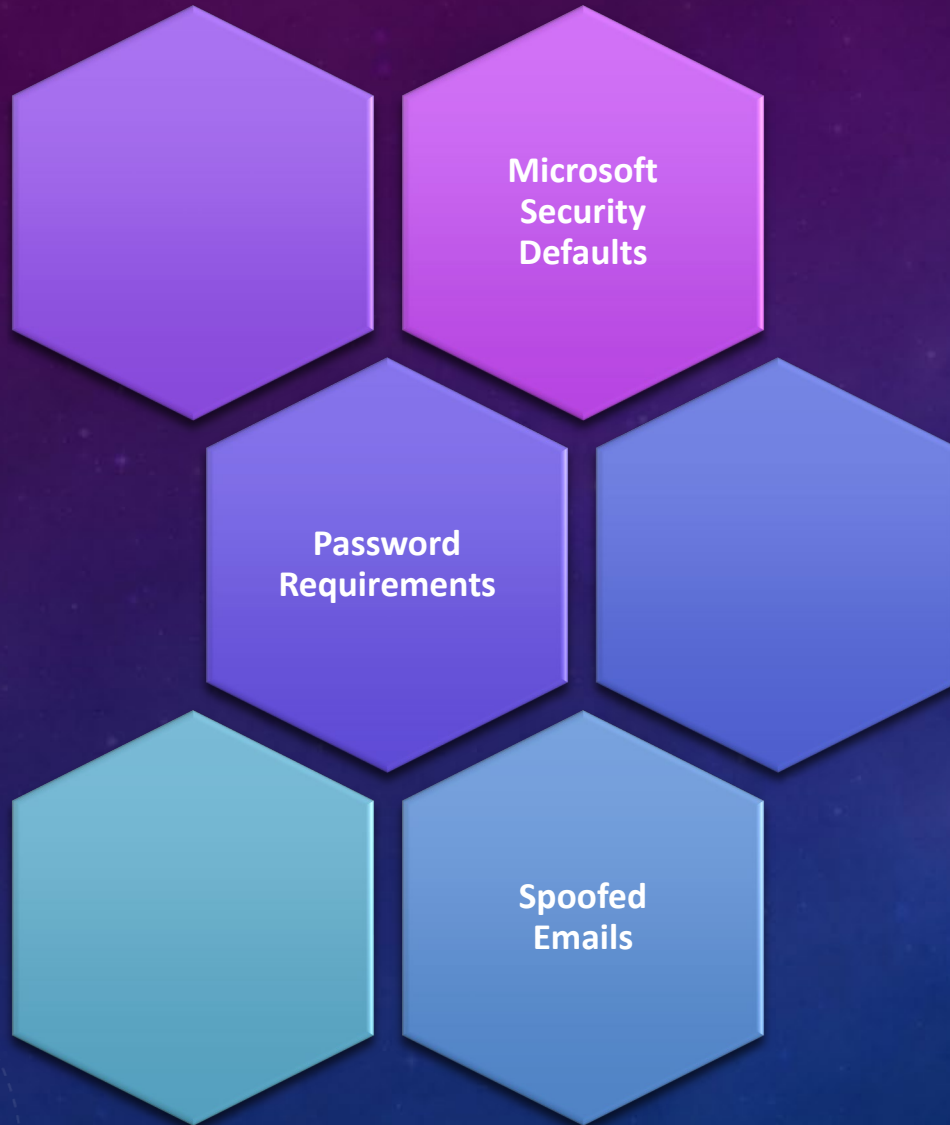 Microsoft
Security
Defaults
Password
Requirements
Spoofed
Emails